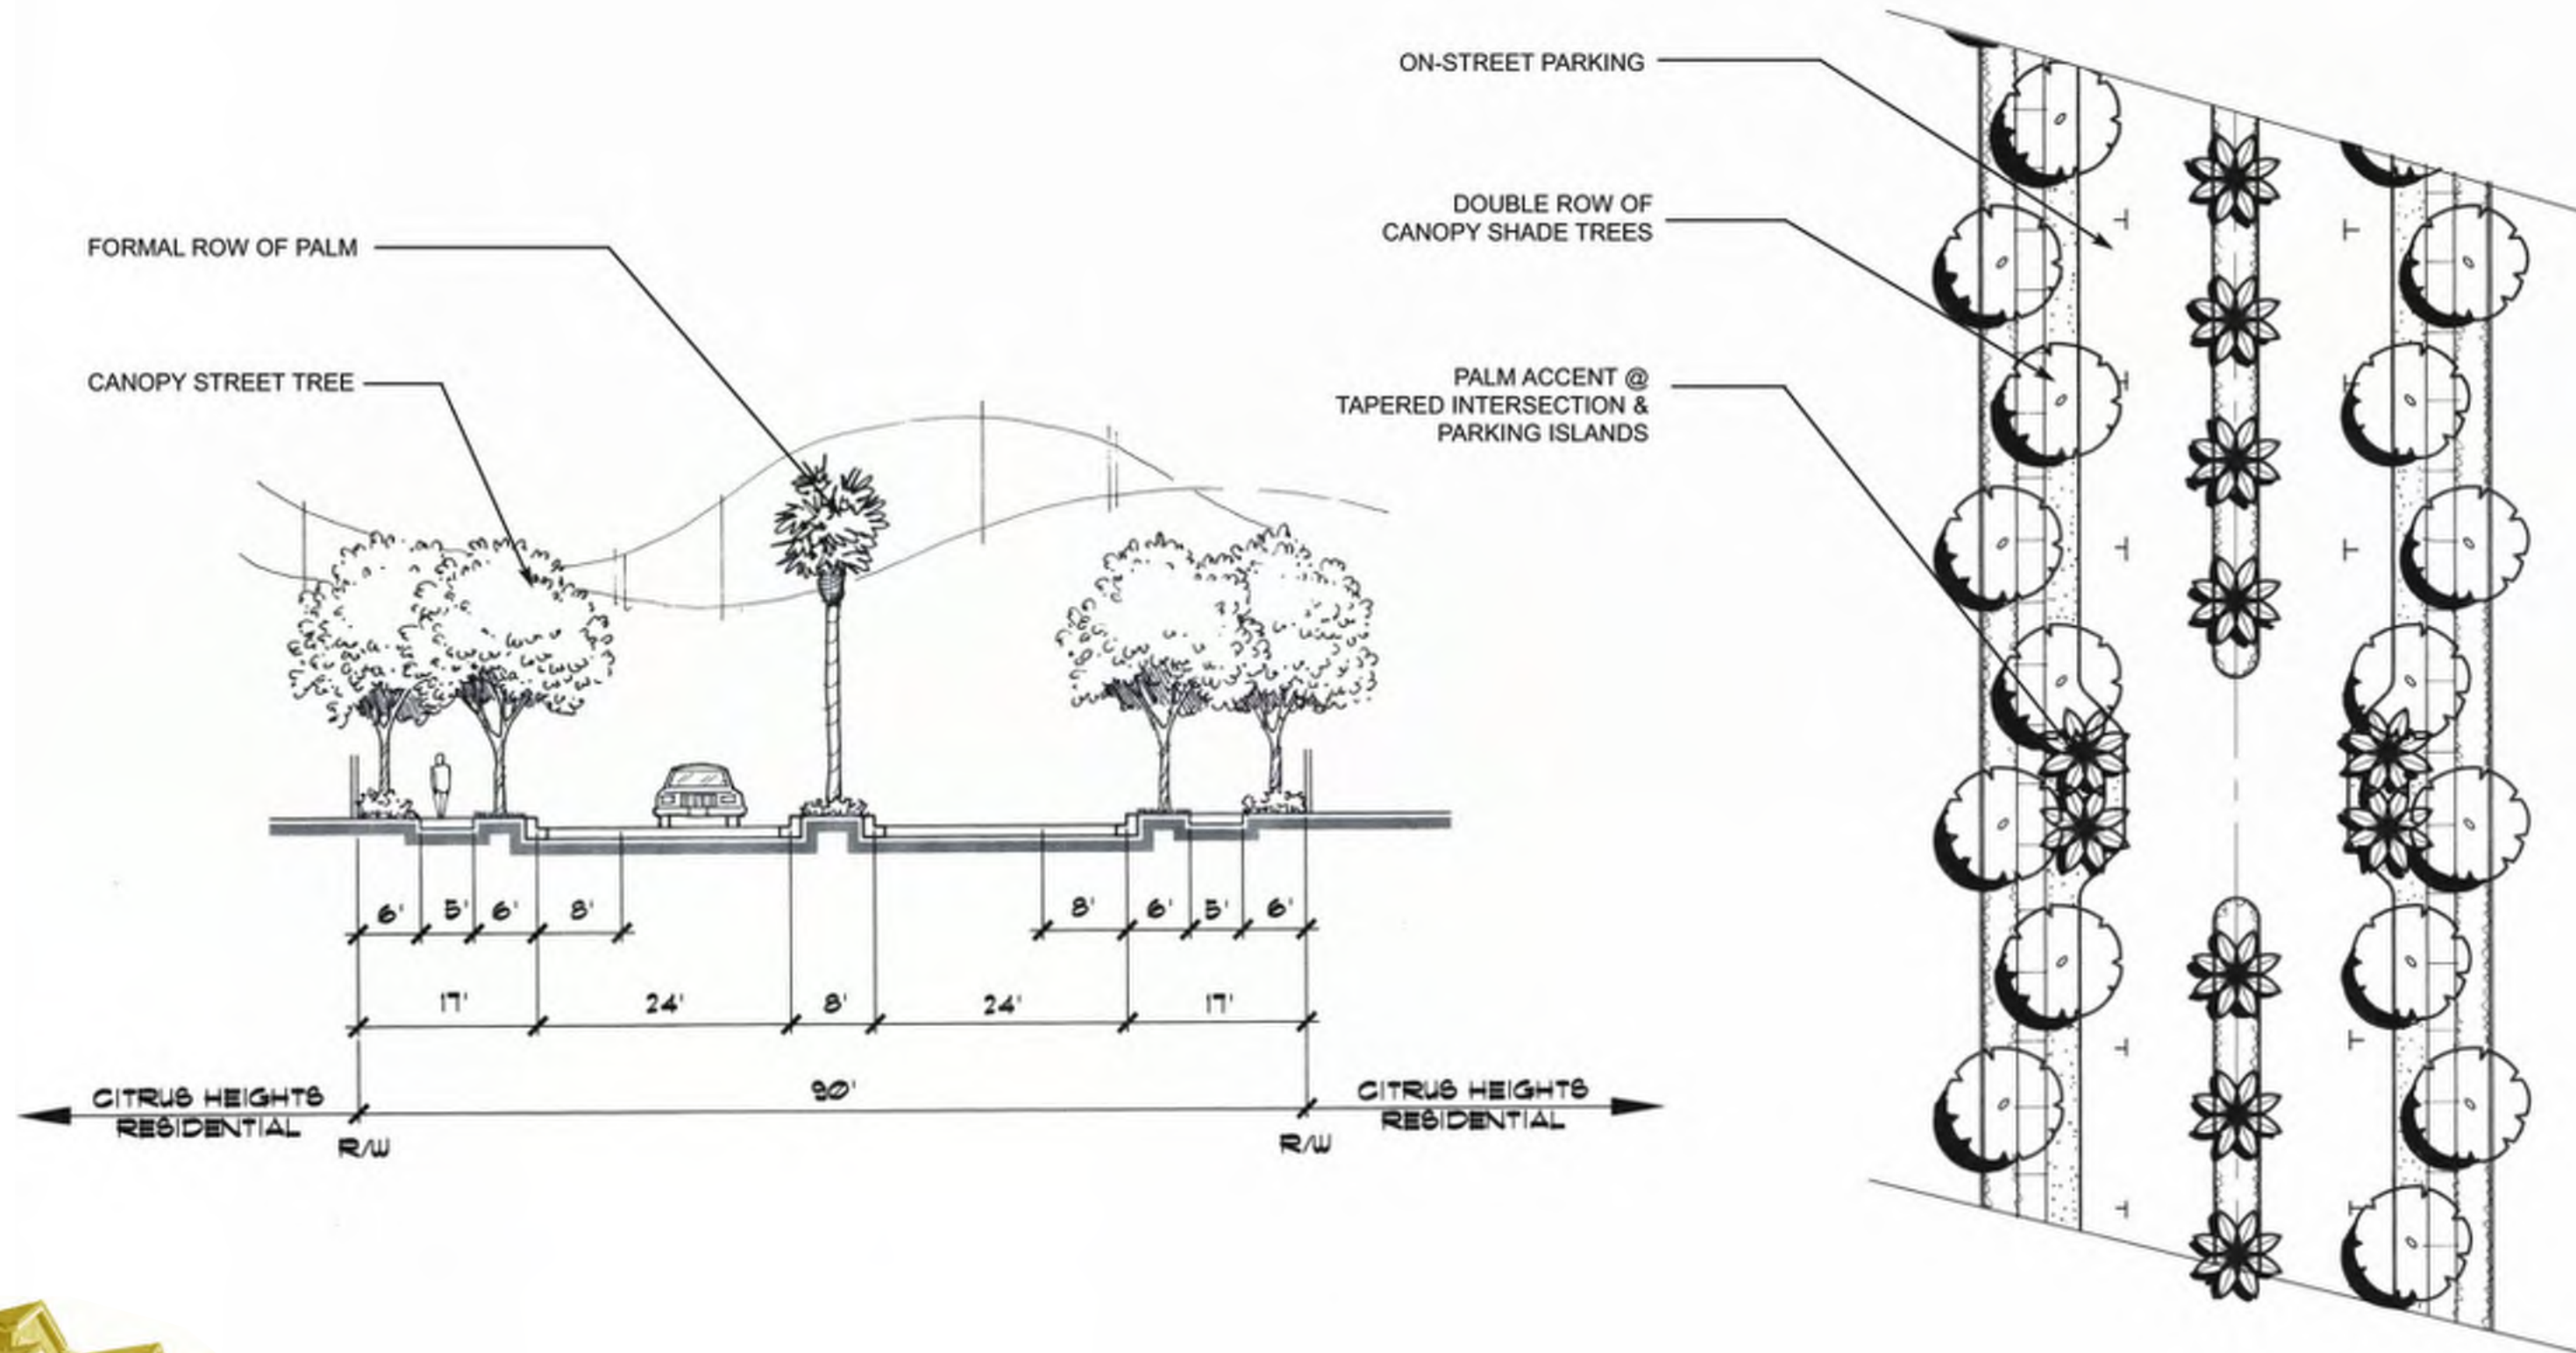 ON-STREET PARKING
DOUBLE ROW OF
CANOPY SHADE TREES
FORMAL ROW OF PALM
CANOPY STREET TREE
PALM ACCENT @
TAPERED INTERSECTION &
PARKING ISLANDS
6' 5' 6' 8' 8' 6' 5' 6'
17' 24' 8' 24' 17'
CITRUS HEIGHTS
RESIDENTIAL
90'
CITRUS HEIGHTS
RESIDENTIAL
R/W R/W